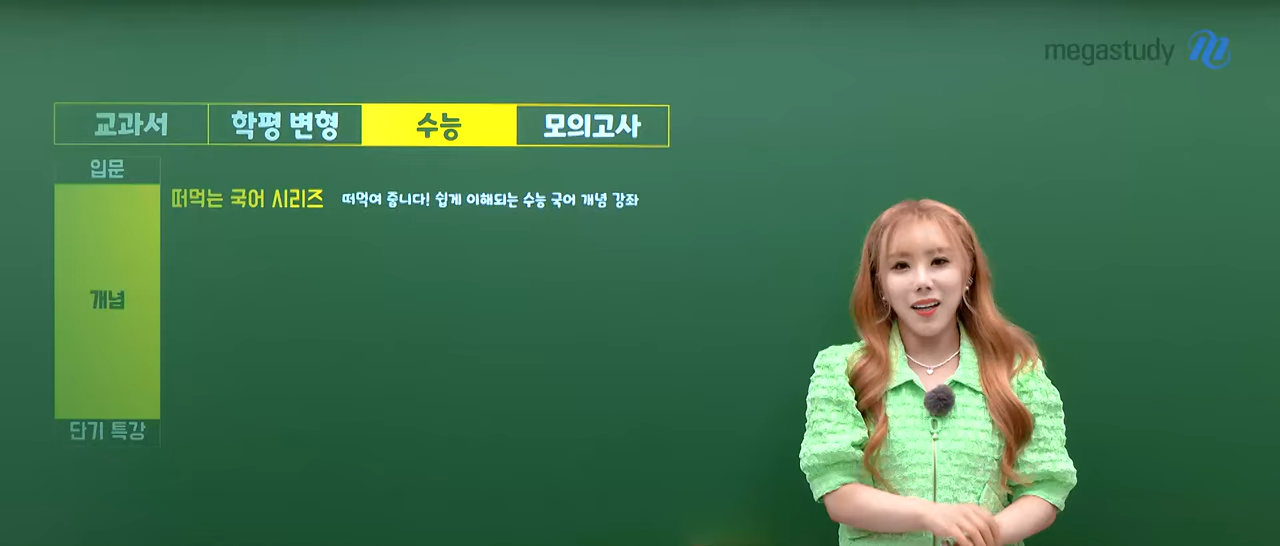 megastudy
교과서 학평 변형 수능 모의고사
입문
떠먹는 국어 시리즈 떠먹여 줍니다! 쉽게 이해되는 수능 국어 개념 강좌
개념
단기 특강